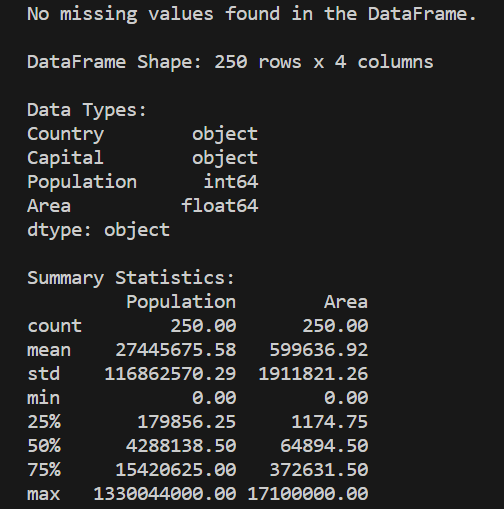 No missing values found in the DataFrame.
DataFrame Shape: 250 rows x 4 columns
Data Types:
Country object
Capital object
Population int64
Area float64
dtype: object
Summary Statistics:
Population Area
count 250.00 250.00
mean 27445675.58 599636.92
std 116862570.29 1911821.26
min 0.00 0.00
25% 179856.25 1174.75
50% 4288138.50 64894.50
75% 15420625.00 372631.50
max 1330044000.00 17100000.00